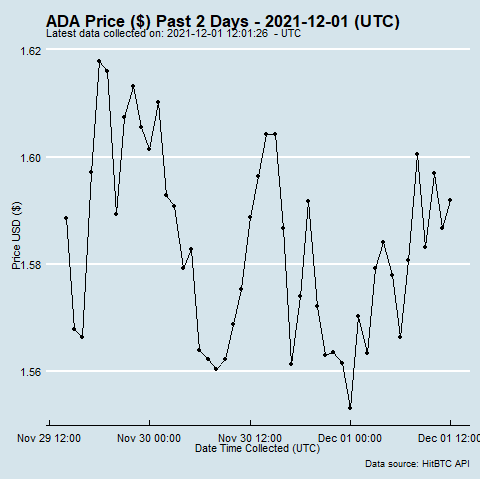 ADA Price ($) Past 2 Days - 2021-12-01 (UTC)
Latest data collected on: 2021-12-01 12:01:26 - UTC
1.62
1.60
1.58
1.56
Price USD ($)
Nov 29 12:00 Nov 30 00:00 Nov 30 12:00 Dec 01 00:00 Dec 01 12:00
Date Time Collected (UTC)
Data source: HitBTC API